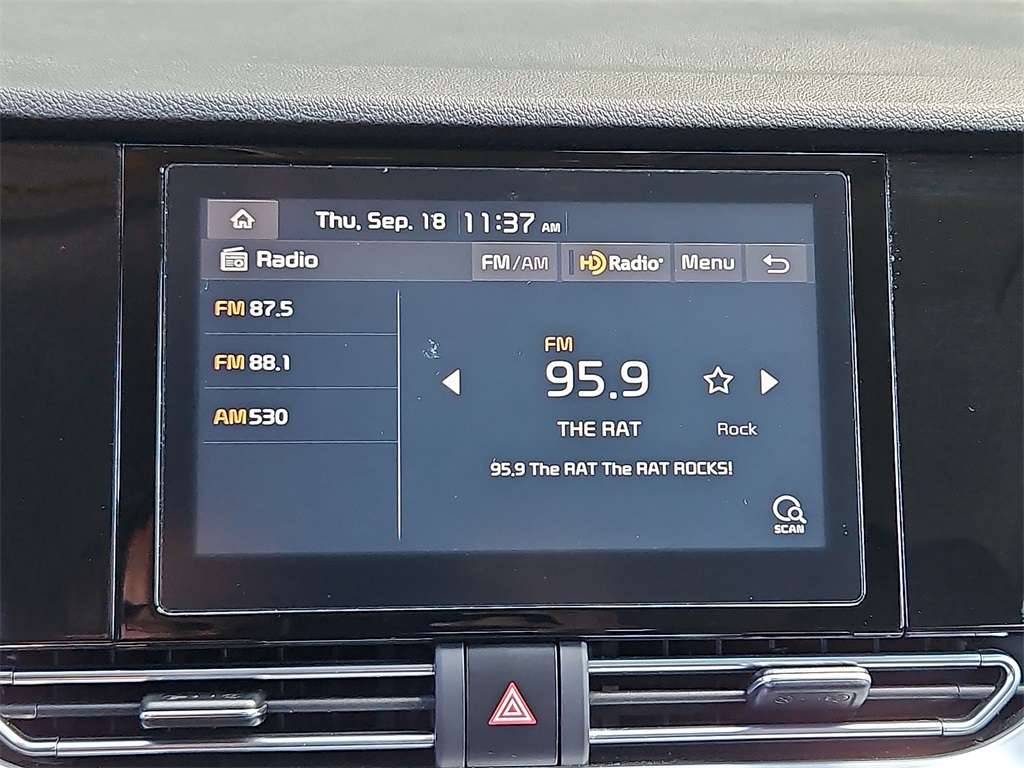 Thu, Sep. 18 11:37 AM
Radio FM/AM HD Radio Menu
FM 87.5
FM 88.1
AM 530
FM
95.9
THE RAT Rock
95.9 The RAT The RAT ROCKS!
SCAN